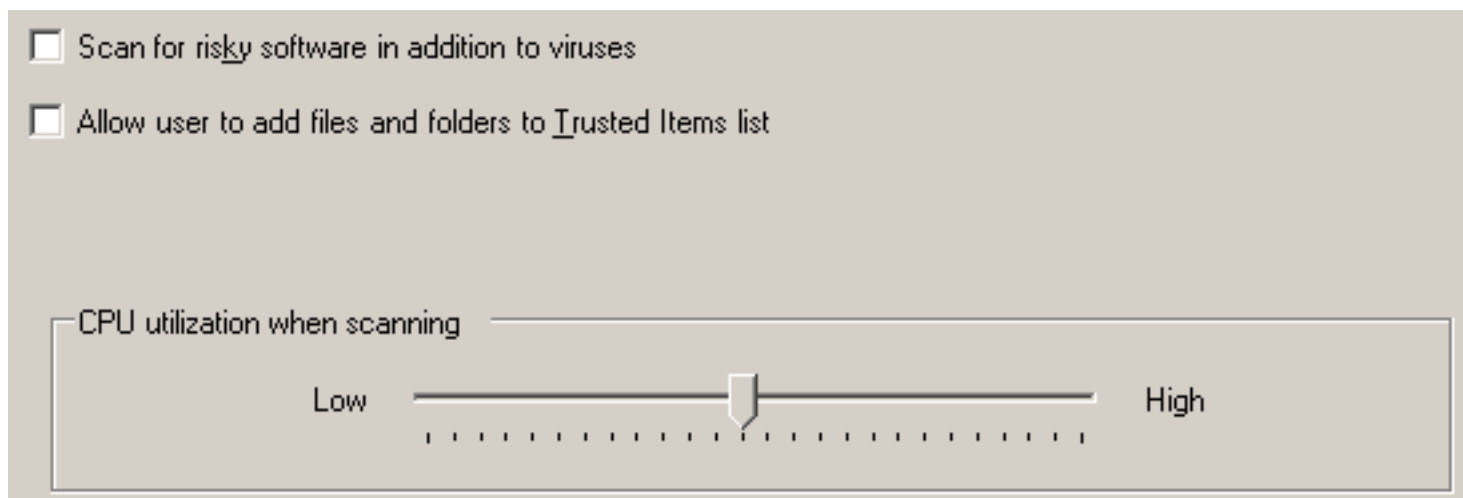 Scan for risky software in addition to viruses
Allow user to add files and folders to Trusted Items list
CPU utilization when scanning
Low High